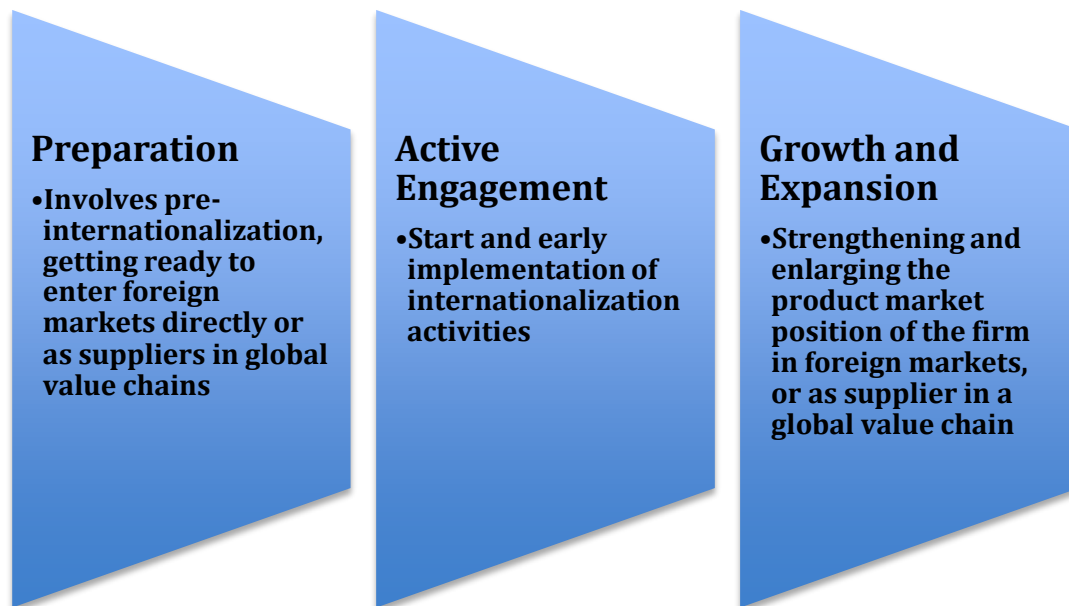 Preparation
•Involves pre-
internationalization,
getting ready to
enter foreign
markets directly or
as suppliers in global
value chains
Active
Engagement
•Start and early
implementation of
internationalization
activities
Growth and
Expansion
•Strengthening and
enlarging the
product market
position of the firm
in foreign markets,
or as supplier in a
global value chain